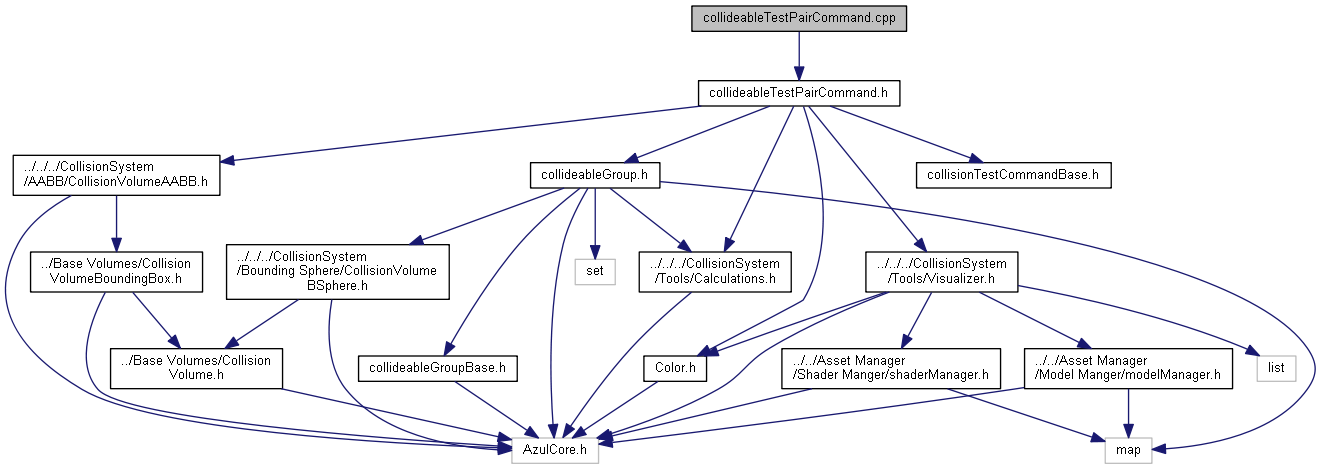 collideableTestPairCommand.cpp
collideableTestPairCommand.h
../../../CollisionSystem
/AABB/CollisionVolumeAABB.h
collideableGroup.h
collisionTestCommandBase.h
../Base Volumes/Collision
VolumeBoundingBox.h
../../../CollisionSystem
/Bounding Sphere/CollisionVolume
BSphere.h
set
../../../CollisionSystem
/Tools/Calculations.h
../../../CollisionSystem
/Tools/Visualizer.h
../Base Volumes/Collision
Volume.h
collideableGroupBase.h
Color.h
../../Asset Manager
/Shader Manger/shaderManager.h
../../Asset Manager
/Model Manger/modelManager.h
list
AzulCore.h
map